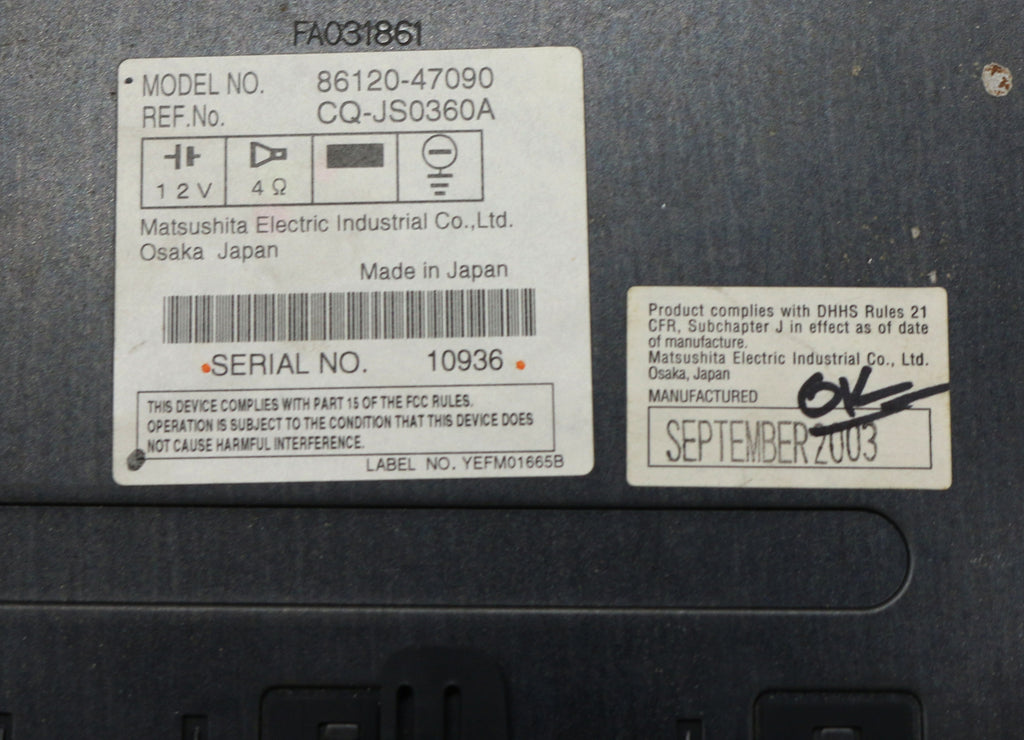 FA031861
MODEL NO. 86120-47090
REF.No. CQ-JS0360A
12V 4Ω
Matsushita Electric Industrial Co.,Ltd.
Osaka Japan
Made in Japan
SERIAL NO. 10936
THIS DEVICE COMPLIES WITH PART 15 OF THE FCC RULES.
OPERATION IS SUBJECT TO THE CONDITION THAT THIS DEVICE DOES
NOT CAUSE HARMFUL INTERFERENCE.
LABEL NO. YEFM01665B
Product complies with DHHS Rules 21
CFR, Subchapter J in effect as of date
of manufacture.
Matsushita Electric Industrial Co., Ltd.
Osaka, Japan
MANUFACTURED
OK
SEPTEMBER 2003